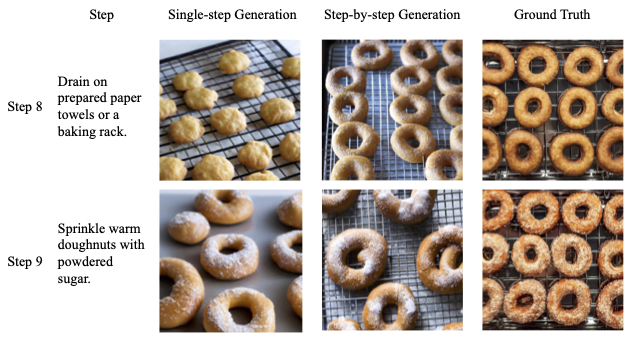 Step
Single-step Generation
Step-by-step Generation
Ground Truth
Step 8
Drain on
prepared paper
towels or a
baking rack.
Step 9
Sprinkle warm
doughnuts with
powdered
sugar.